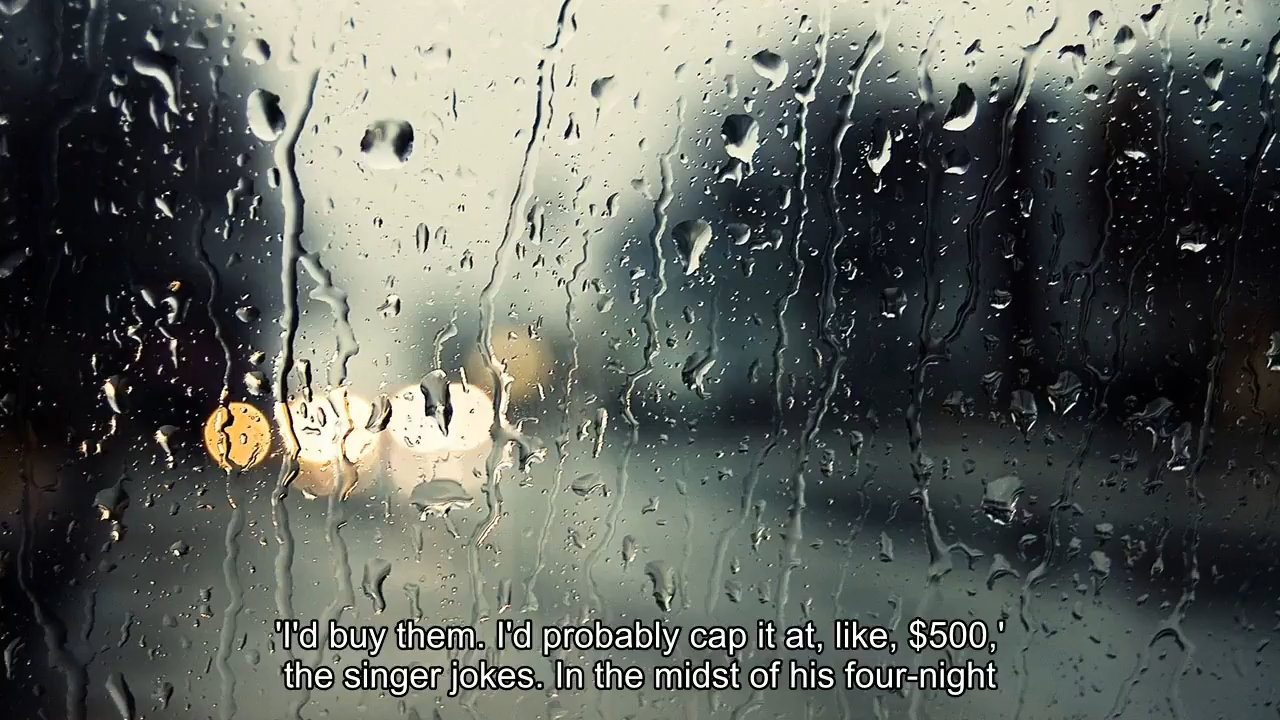 'I'd buy them. I'd probably cap it at, like, $500,'
the singer jokes. In the midst of his four-night